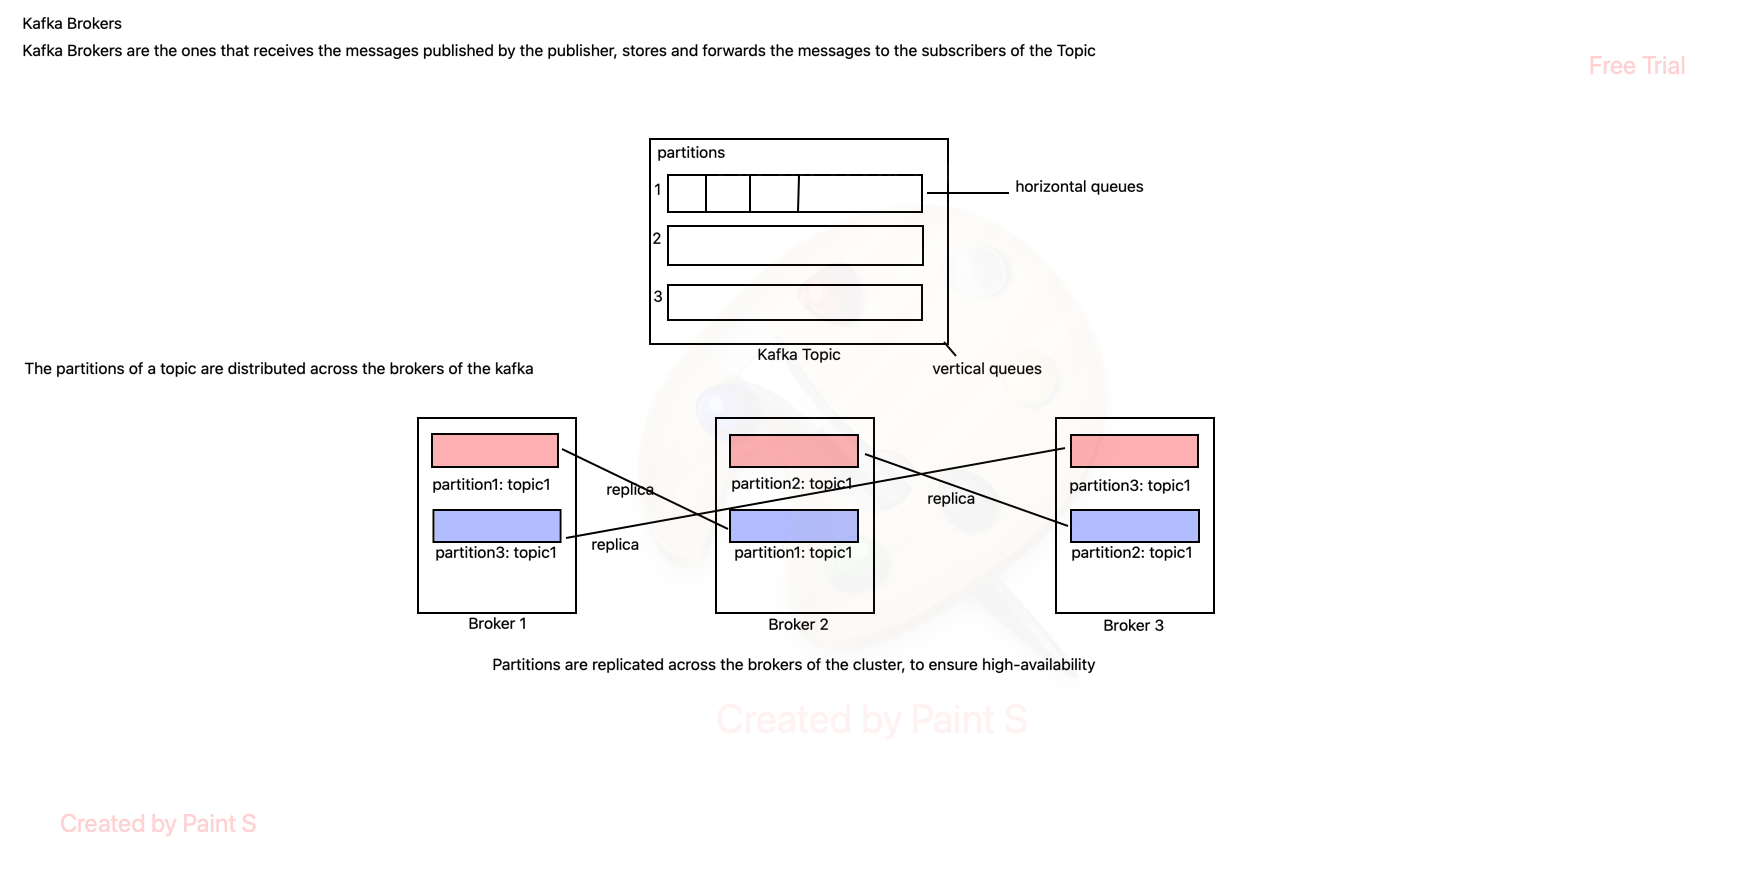 Kafka Brokers
Kafka Brokers are the ones that receives the messages published by the publisher, stores and forwards the messages to the subscribers of the Topic
Free Trial
partitions
1
horizontal queues
2
3
Kafka Topic
vertical queues
The partitions of a topic are distributed across the brokers of the kafka
partition1: topic1
replica
partition2: topic1
replica
partition3: topic1
partition3: topic1
replica
partition1: topic1
partition2: topic1
Broker 1
Broker 2
Broker 3
Partitions are replicated across the brokers of the cluster, to ensure high-availability
Created by Paint S
Created by Paint S